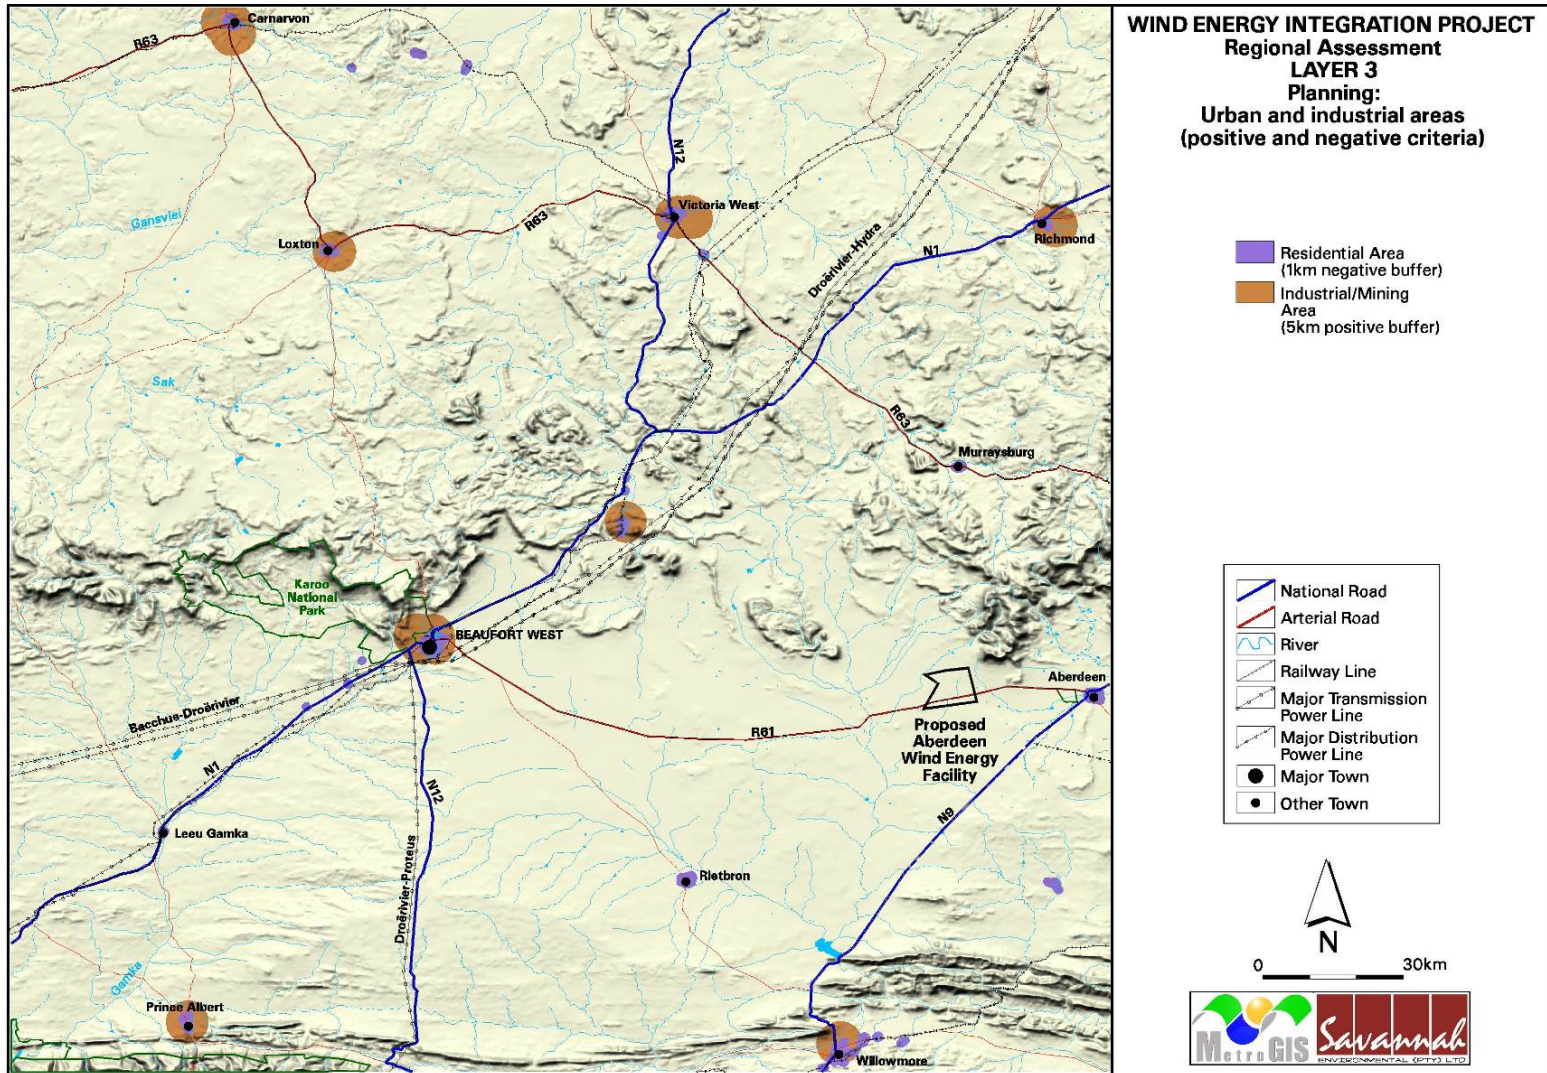 WIND ENERGY INTEGRATION PROJECT
Regional Assessment
LAYER 3
Planning:
Urban and industrial areas
(positive and negative criteria)
Residential Area
(1km negative buffer)
Industrial/Mining
Area
(5km positive buffer)
National Road
Arterial Road
River
Railway Line
Major Transmission
Power Line
Major Distribution
Power Line
Major Town
Other Town
N
0 30km
MetroGIS
Savannah
ENVIRONMENTAL (PTY) LTD
Carnarvon
R63
N12
Victoria West
R63
Gansvlei
Loxton
Richmond
N1
Droërivier-Hydra
Sak
R63
Murraysburg
Karoo
National
Park
BEAUFORT WEST
Aberdeen
Bacchus-Droërivier
R61
Proposed
Aberdeen
Wind Energy
Facility
N1
N12
N9
Leeu Gamka
Droërivier-Proteus
Rietbron
Gamka
Prince Albert
Willowmore